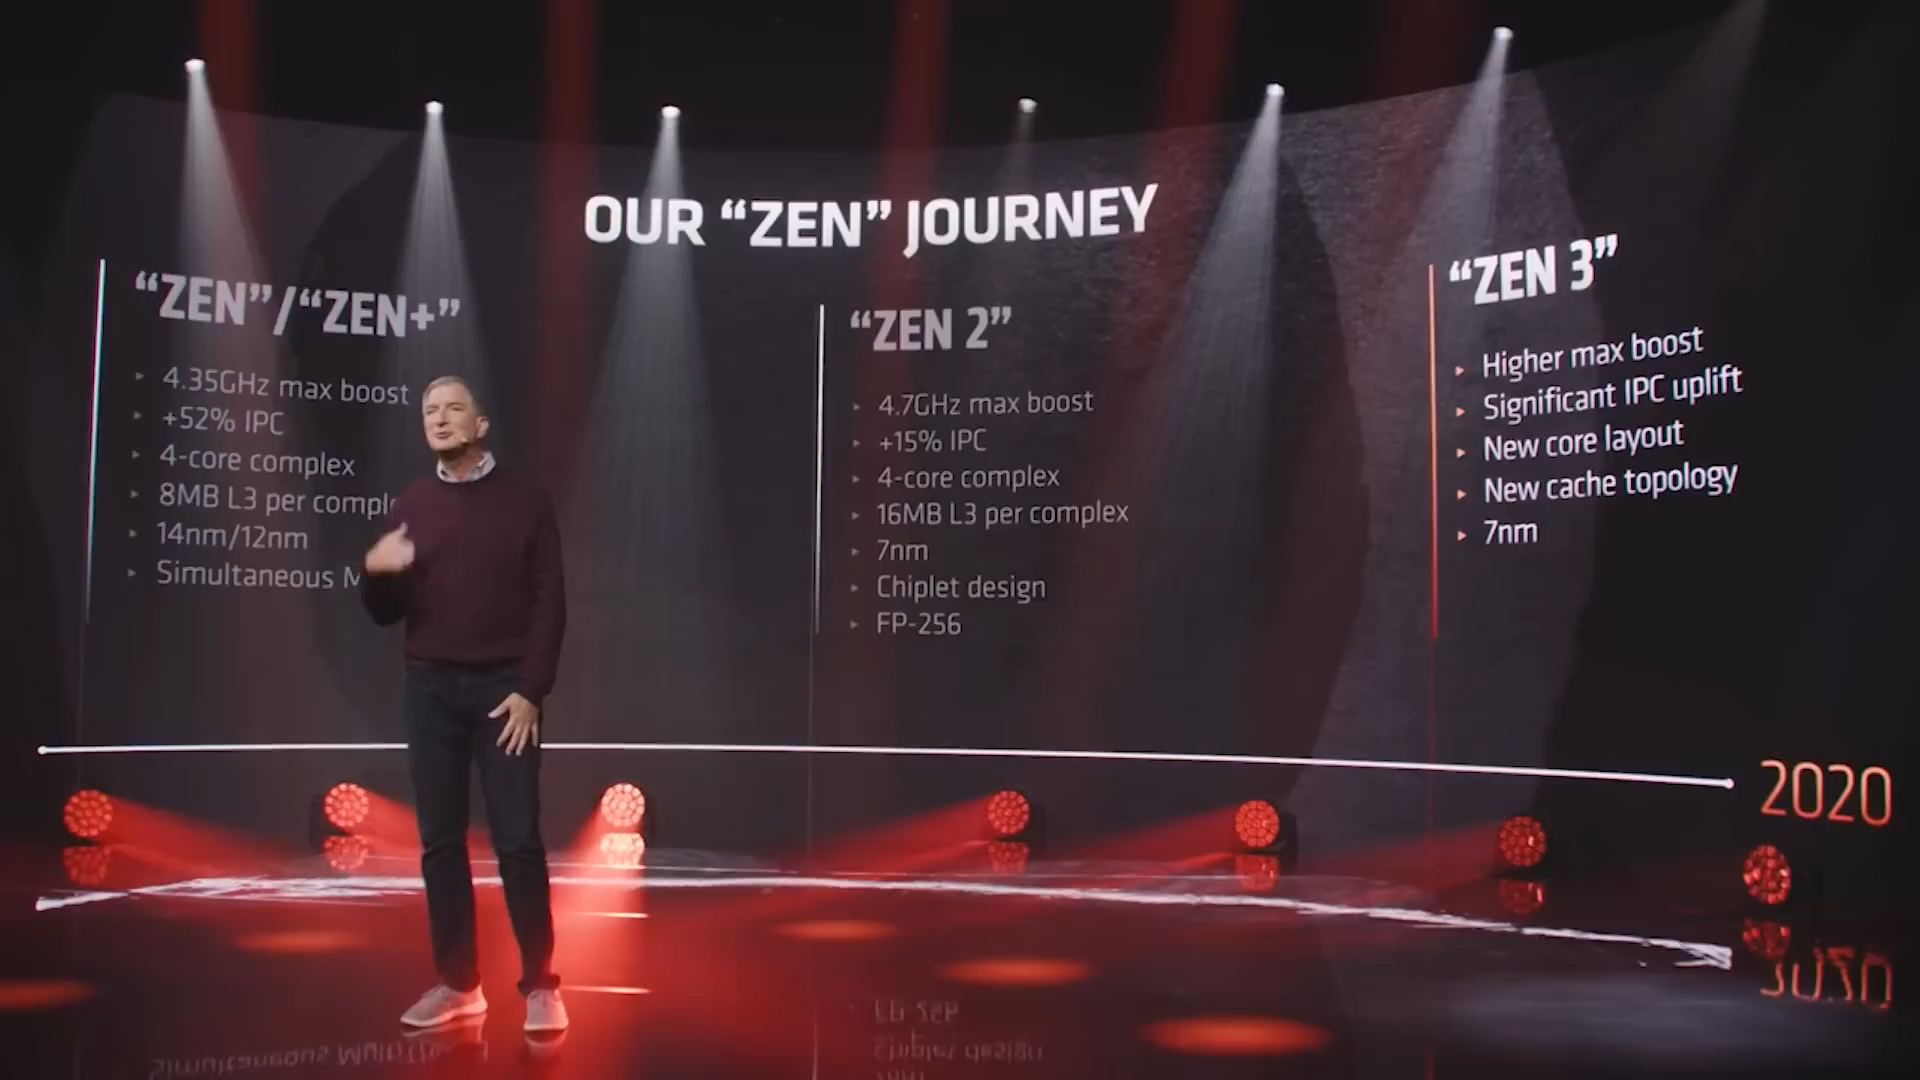 OUR “ZEN” JOURNEY
“ZEN”/“ZEN+”
4.35GHz max boost
+52% IPC
4-core complex
8MB L3 per comple
14nm/12nm
Simultaneous M
“ZEN 2”
4.7GHz max boost
+15% IPC
4-core complex
16MB L3 per complex
7nm
Chiplet design
FP-256
“ZEN 3”
Higher max boost
Significant IPC uplift
New core layout
New cache topology
7nm
2020